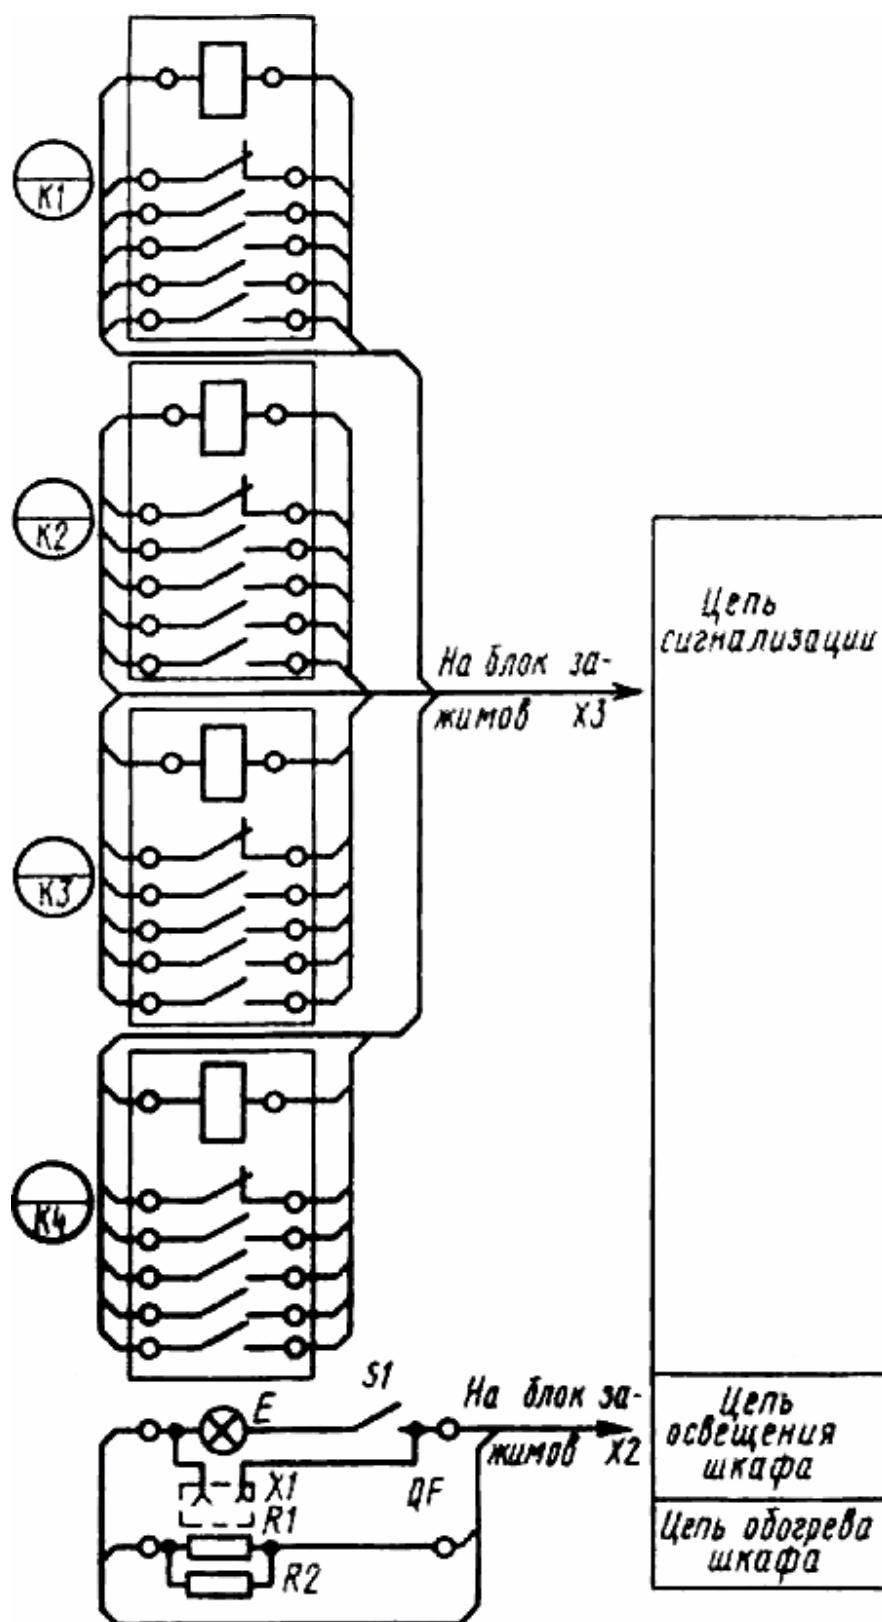 K1
K2
Цепь
сигнализации
На блок за-
жимов X3
K3
K4
S1
E
На блок за-
жимов X2
Цепь
освещения
шкафа
X1
QF
R1
Цепь обогрева
шкафа
R2